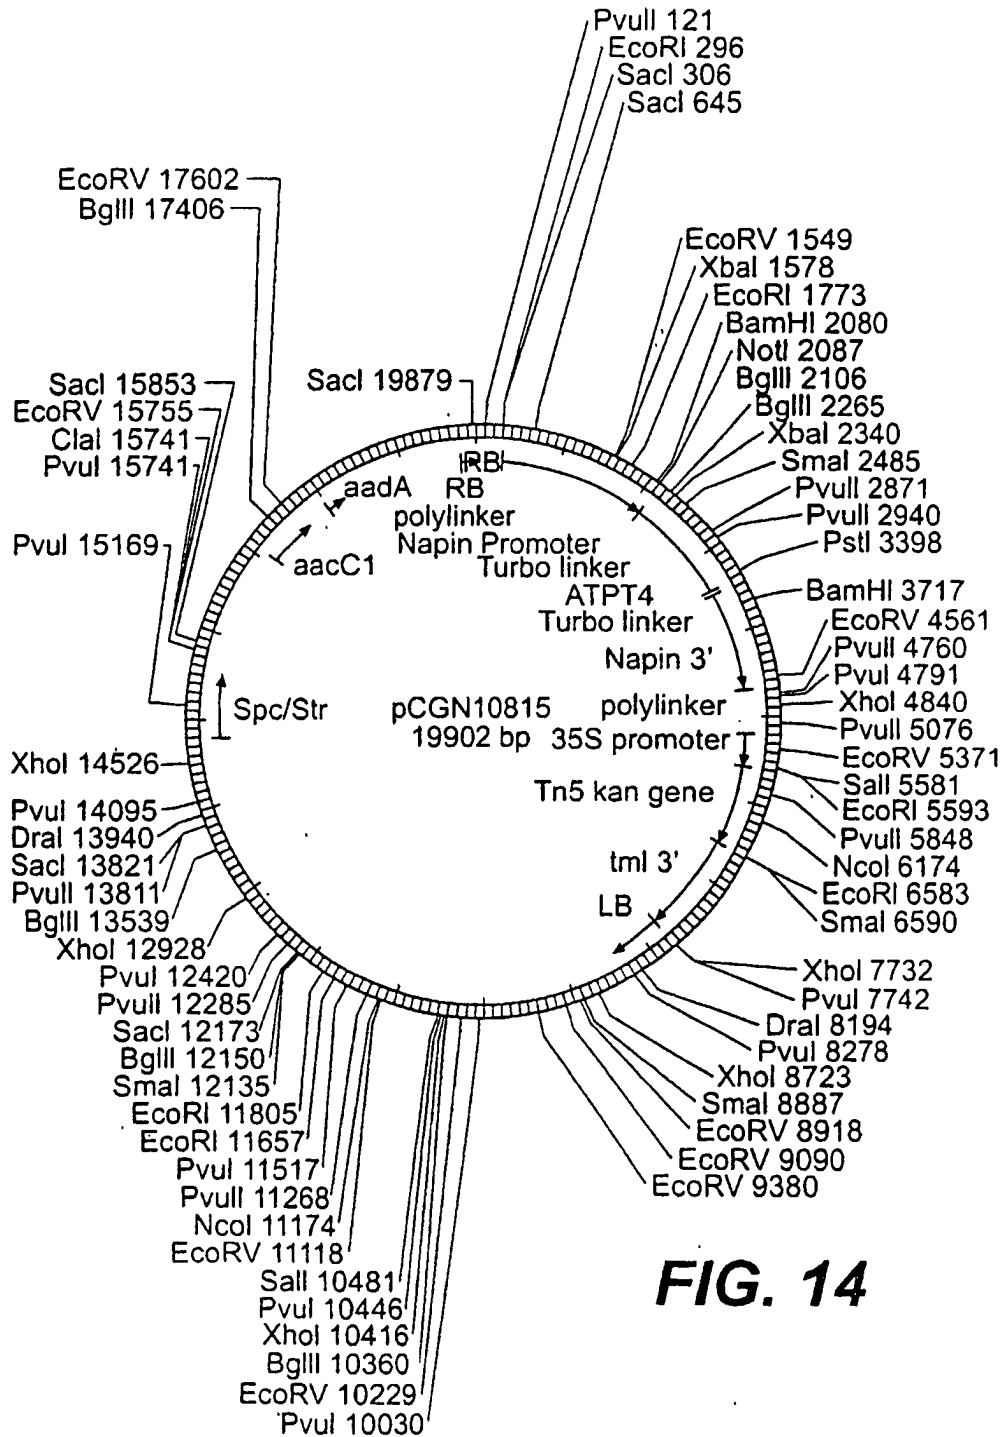 PvuII 121
EcoRI 296
SacI 306
SacI 645
EcoRV 17602
BglII 17406
EcoRV 1549
XbaI 1578
EcoRI 1773
BamHI 2080
NotI 2087
BglII 2106
BglII 2265
XbaI 2340
SmaI 2485
PvuII 2871
PvuII 2940
PstI 3398
BamHI 3717
EcoRV 4561
PvuII 4760
PvuI 4791
XhoI 4840
PvuII 5076
EcoRV 5371
SalI 5581
EcoRI 5593
PvuII 5848
NcoI 6174
EcoRI 6583
SmaI 6590
XhoI 7732
PvuI 7742
DraI 8194
PvuI 8278
XhoI 8723
SmaI 8887
EcoRV 8918
EcoRV 9090
EcoRV 9380
SacI 19879
SacI 15853
EcoRV 15755
ClaI 15741
PvuI 15741
PvuI 15169
XhoI 14526
PvuI 14095
DraI 13940
SacI 13821
PvuII 13811
BglII 13539
XhoI 12928
PvuI 12420
PvuII 12285
SacI 12173
BglII 12150
SmaI 12135
EcoRI 11805
EcoRI 11657
PvuI 11517
PvuII 11268
NcoI 11174
EcoRV 11118
SalI 10481
PvuI 10446
XhoI 10416
BglII 10360
EcoRV 10229
PvuI 10030
RB
aadA
RB
polylinker
Napin Promoter
aacC1
Turbo linker
ATPT4
Turbo linker
Napin 3'
Spc/Str
pCGN10815
19902 bp
polylinker
35S promoter
Tn5 kan gene
tml 3'
LB
FIG. 14